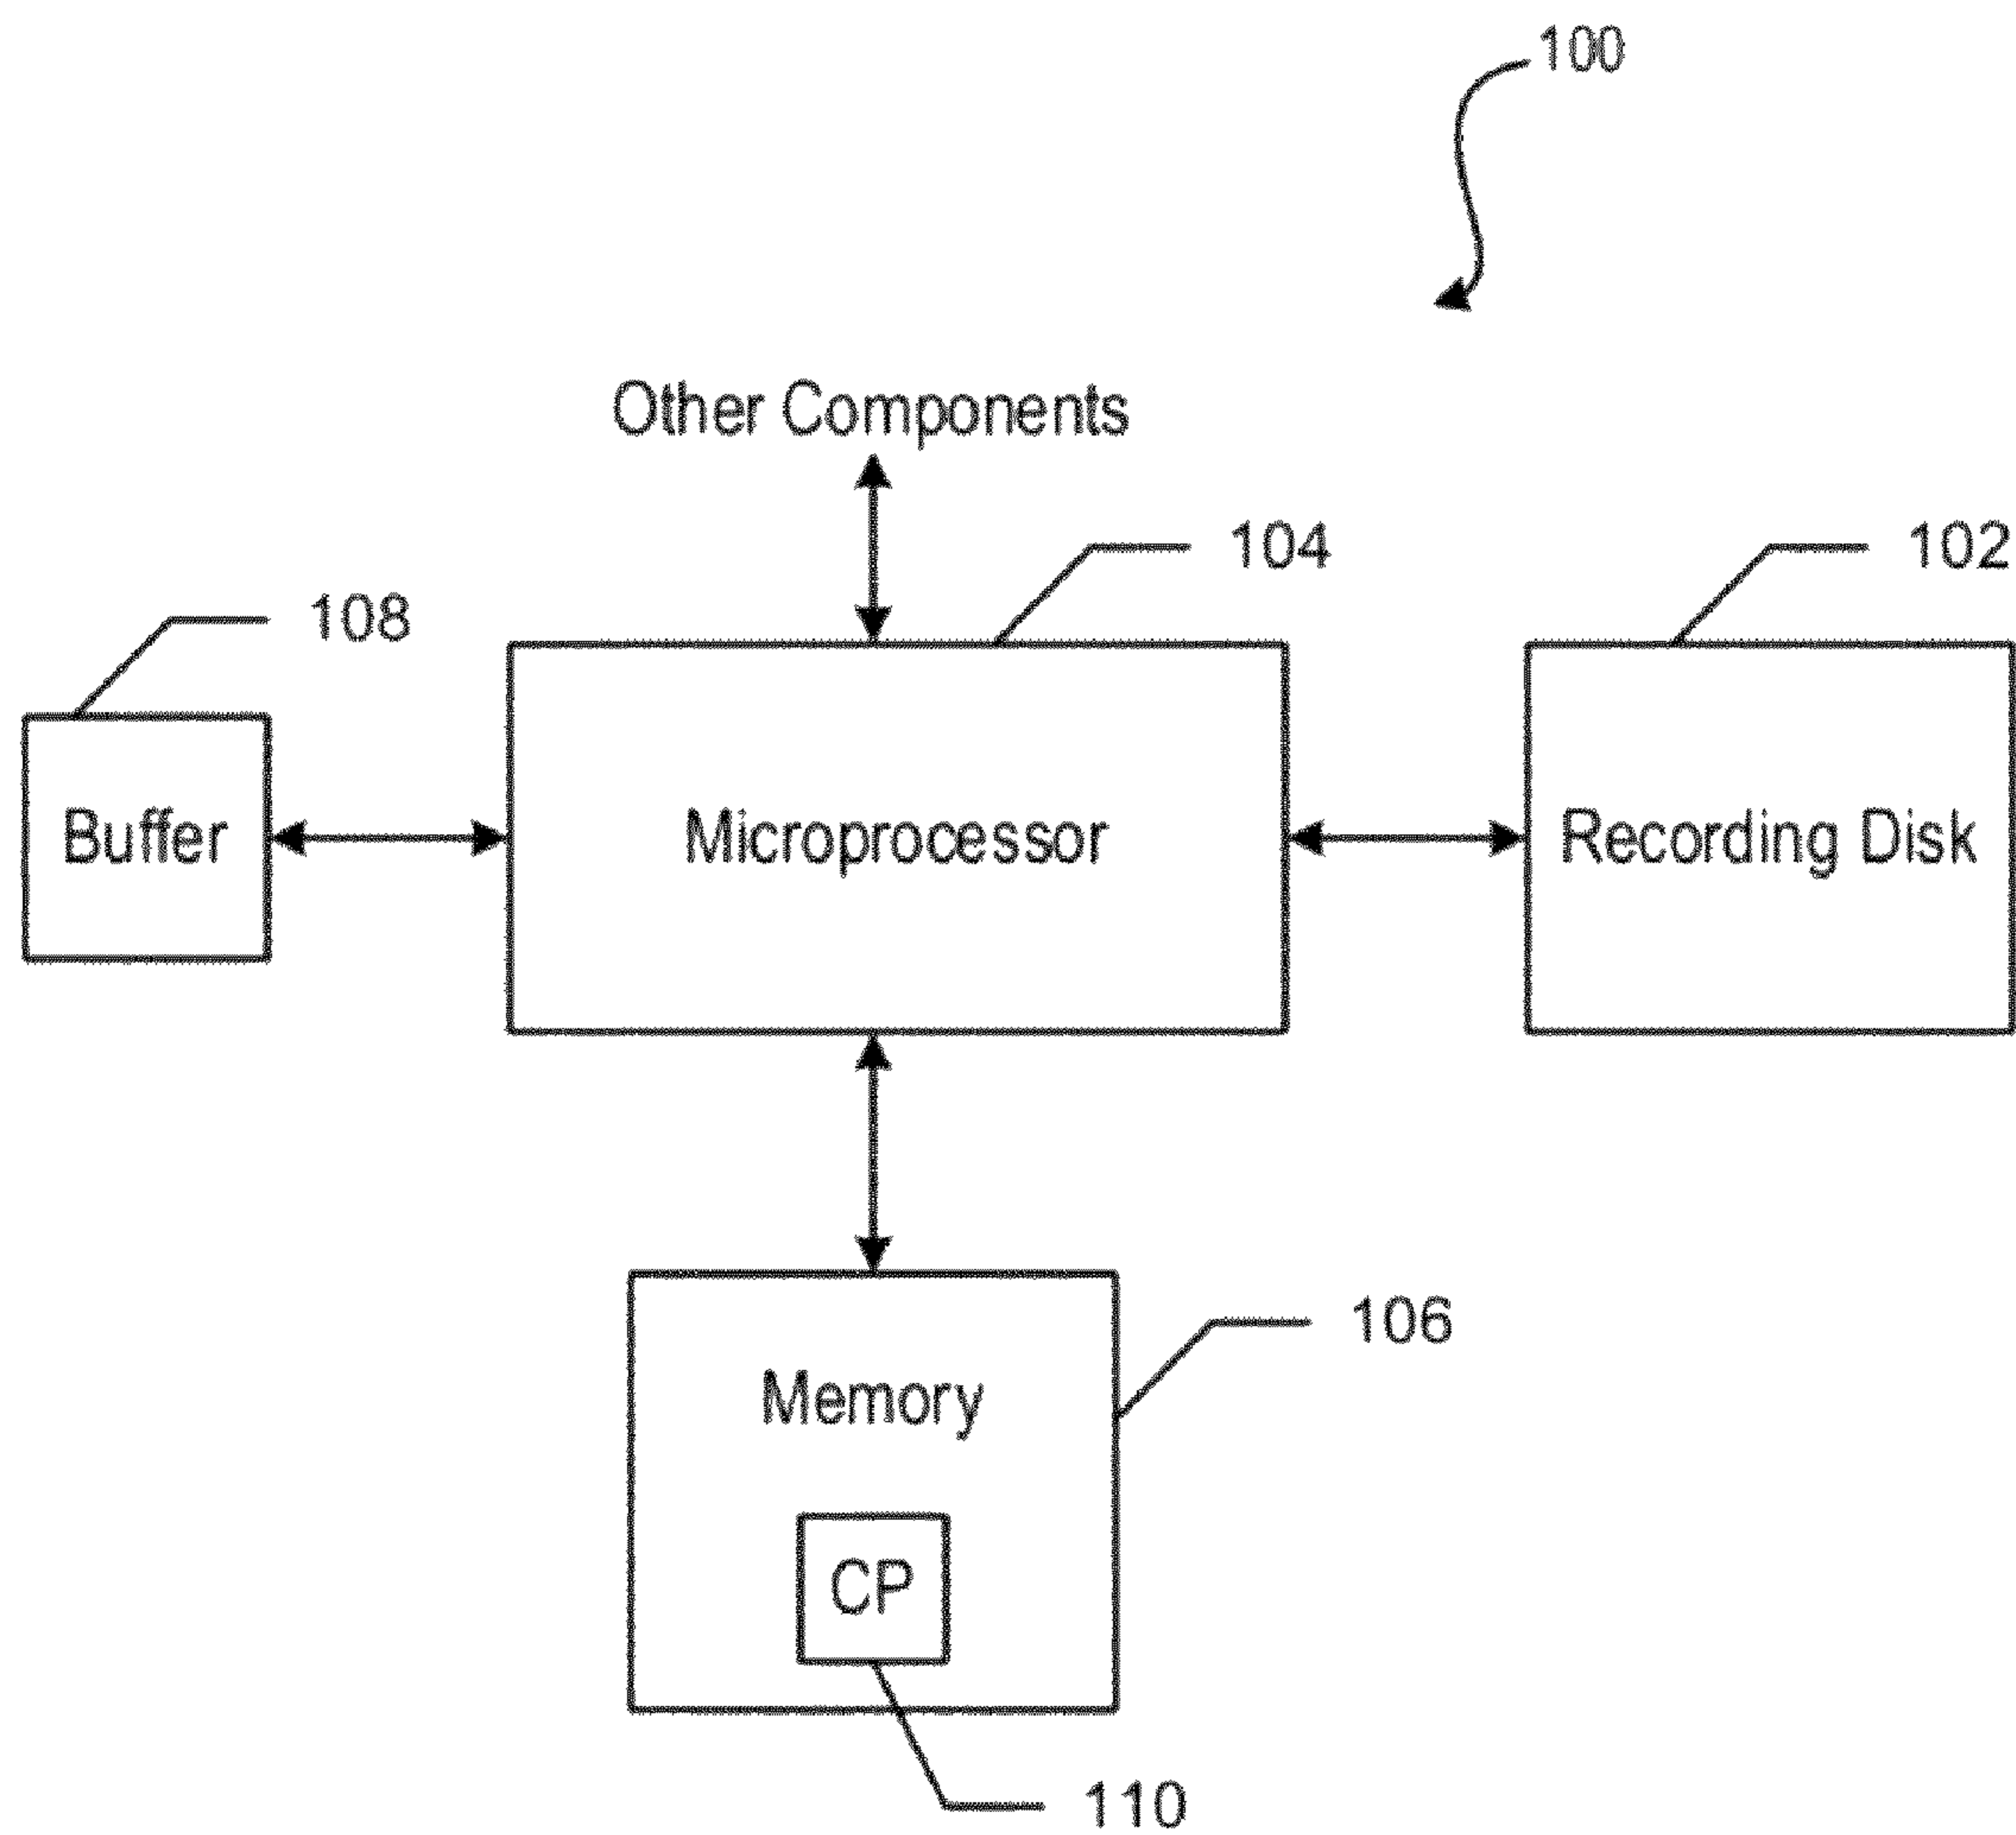 100
Other Components
104
102
108
Buffer
Microprocessor
Recording Disk
106
Memory
CP
110